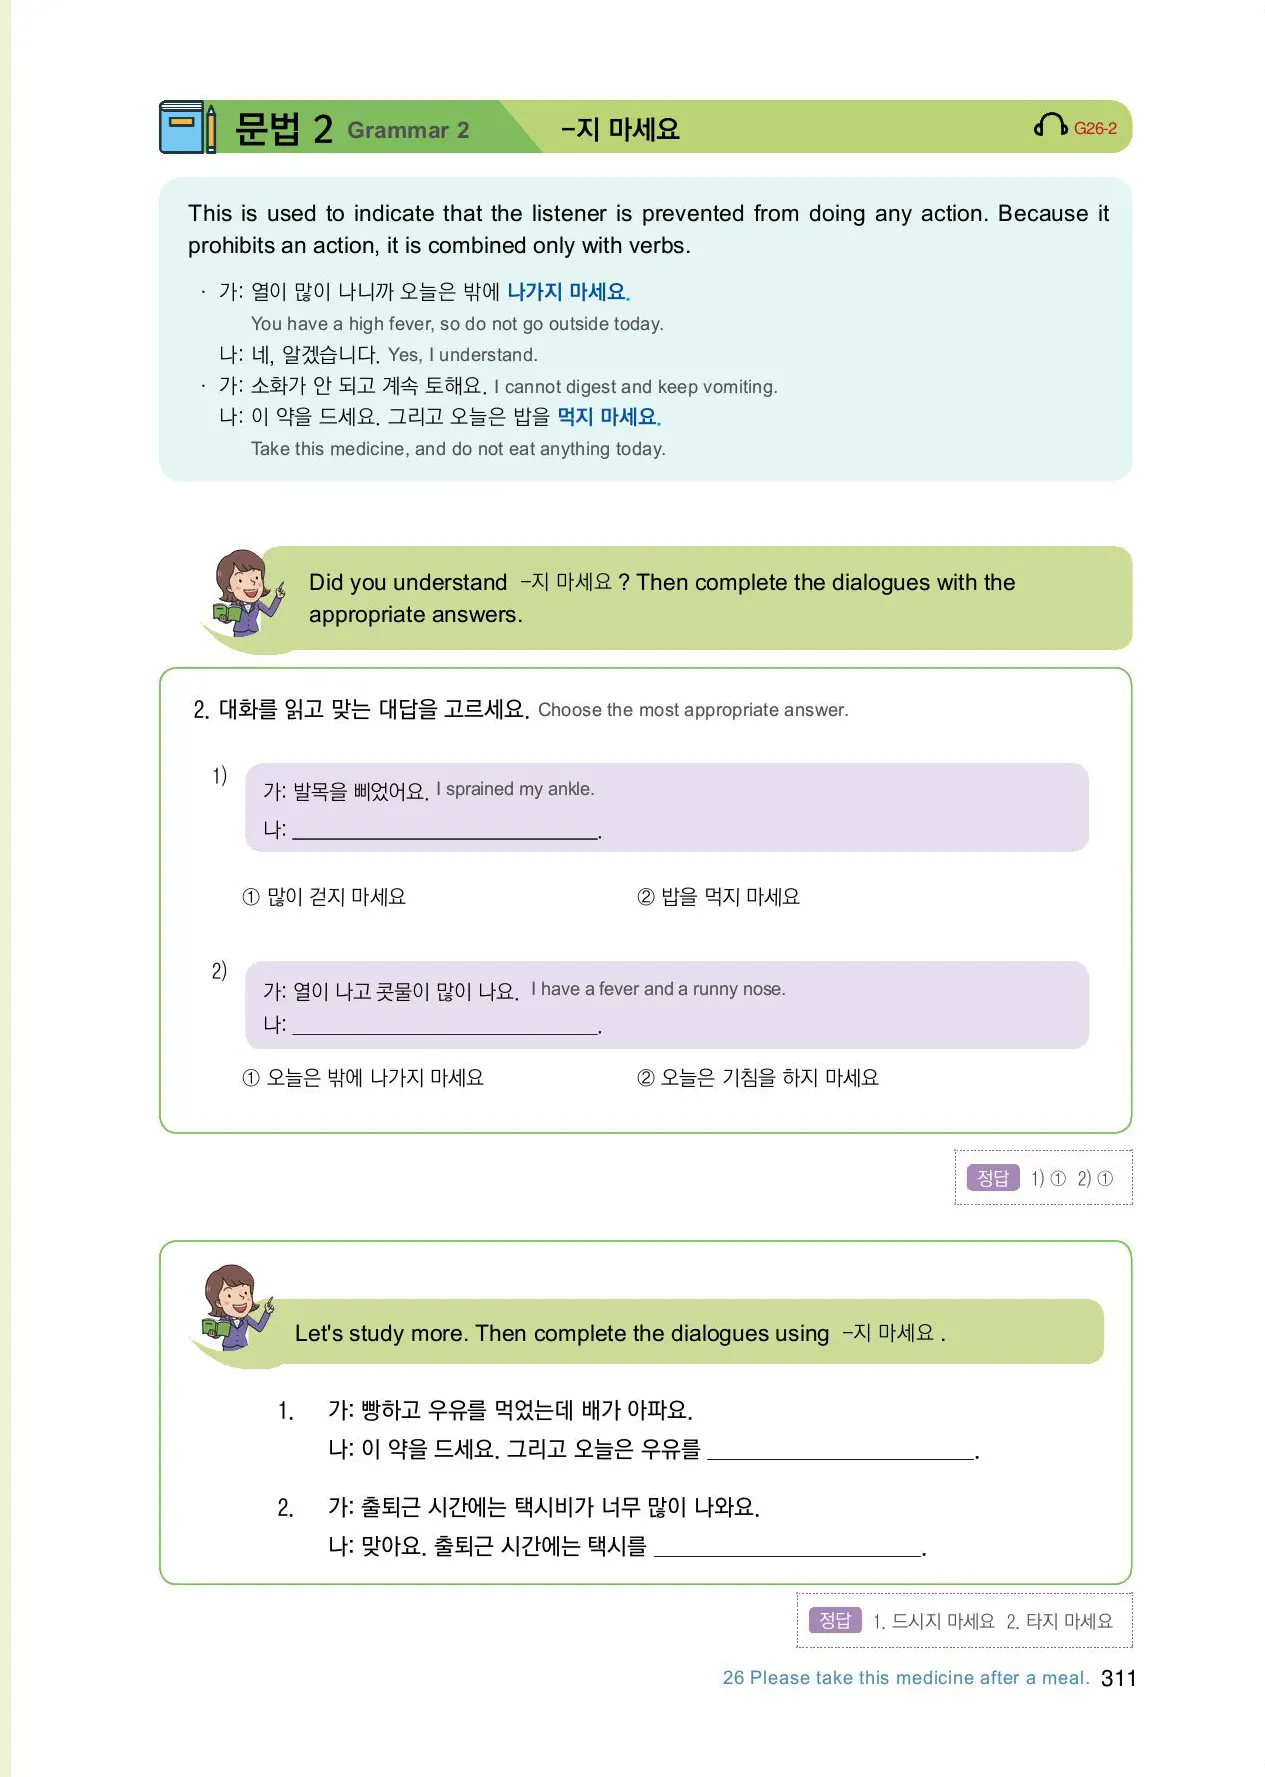 문법 2 Grammar 2 -지 마세요 G26-2
This is used to indicate that the listener is prevented from doing any action. Because it
prohibits an action, it is combined only with verbs.
· 가: 열이 많이 나니까 오늘은 밖에 나가지 마세요.
You have a high fever, so do not go outside today.
나: 네, 알겠습니다. Yes, I understand.
· 가: 소화가 안 되고 계속 토해요. I cannot digest and keep vomiting.
나: 이 약을 드세요. 그리고 오늘은 밥을 먹지 마세요.
Take this medicine, and do not eat anything today.
Did you understand -지 마세요 ? Then complete the dialogues with the
appropriate answers.
2. 대화를 읽고 맞는 대답을 고르세요. Choose the most appropriate answer.
1)
가: 발목을 삐었어요. I sprained my ankle.
나: ____________________.
① 많이 걷지 마세요 ② 밥을 먹지 마세요
2)
가: 열이 나고 콧물이 많이 나요. I have a fever and a runny nose.
나: ____________________.
① 오늘은 밖에 나가지 마세요 ② 오늘은 기침을 하지 마세요
정답 1) ① 2) ①
Let's study more. Then complete the dialogues using -지 마세요 .
1. 가: 빵하고 우유를 먹었는데 배가 아파요.
나: 이 약을 드세요. 그리고 오늘은 우유를 ____________________.
2. 가: 출퇴근 시간에는 택시비가 너무 많이 나와요.
나: 맞아요. 출퇴근 시간에는 택시를 ____________________.
정답 1. 드시지 마세요 2. 타지 마세요
26 Please take this medicine after a meal. 311